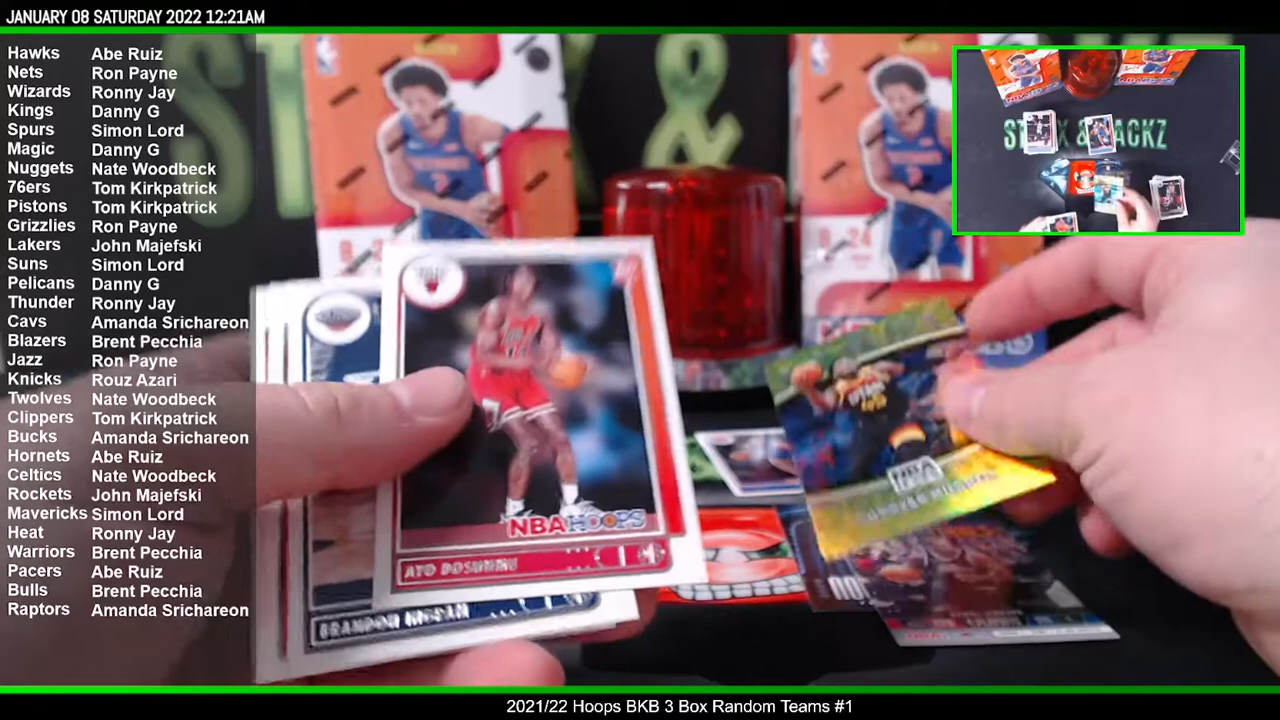 JANUARY 08 SATURDAY 2022 12:21AM
Hawks Abe Ruiz
Nets Ron Payne
Wizards Ronny Jay
Kings Danny G
Spurs Simon Lord
Magic Danny G
Nuggets Nate Woodbeck
76ers Tom Kirkpatrick
Pistons Tom Kirkpatrick
Grizzlies Ron Payne
Lakers John Majefski
Suns Simon Lord
Pelicans Danny G
Thunder Ronny Jay
Cavs Amanda Srichareon
Blazers Brent Pecchia
Jazz Ron Payne
Knicks Rouz Azari
Twolves Nate Woodbeck
Clippers Tom Kirkpatrick
Bucks Amanda Srichareon
Hornets Abe Ruiz
Celtics Nate Woodbeck
Rockets John Majefski
Mavericks Simon Lord
Heat Ronny Jay
Warriors Brent Pecchia
Pacers Abe Ruiz
Bulls Brent Pecchia
Raptors Amanda Srichareon
NBA HOOPS
AYO DOSUNMU
2021/22 Hoops BKB 3 Box Random Teams #1